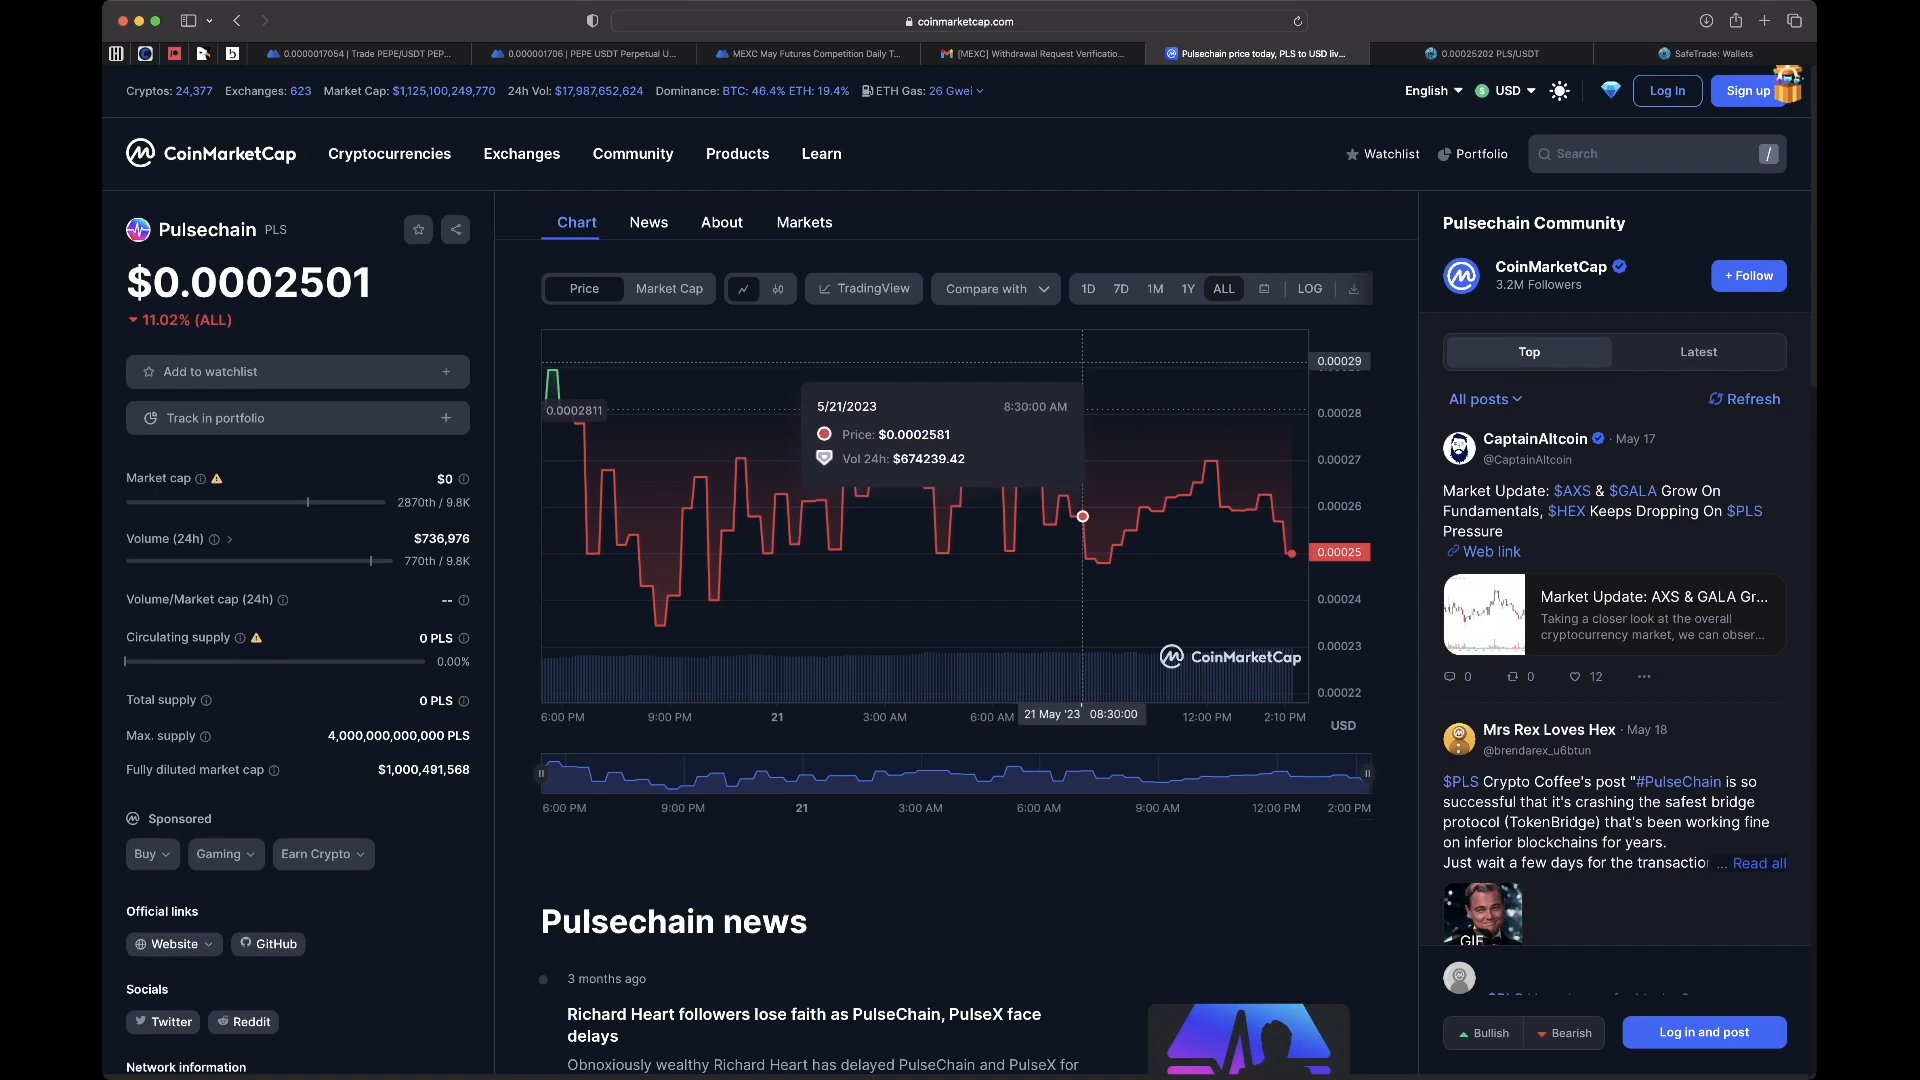 coinmarketcap.com
0.0000017054 | Trade PEPE/USDT PEP...
0.000001706 | PEPE USDT Perpetual U...
MEXC May Futures Competition Daily T...
[MEXC] Withdrawal Request Verificatio...
Pulsechain price today, PLS to USD liv...
0.00025202 PLS/USDT
SafeTrade: Wallets
Cryptos: 24,377 Exchanges: 623 Market Cap: $1,125,100,249,770 24h Vol: $17,987,652,624 Dominance: BTC: 46.4% ETH: 19.4% ETH Gas: 26 Gwei
English USD Log In Sign up
CoinMarketCap Cryptocurrencies Exchanges Community Products Learn
Watchlist Portfolio Search /
Pulsechain PLS
$0.0002501
11.02% (ALL)
Add to watchlist +
Track in portfolio +
Market cap $0
2870th / 9.8K
Volume (24h) $736,976
770th / 9.8K
Volume/Market cap (24h) --
Circulating supply 0 PLS
0.00%
Total supply 0 PLS
Max. supply 4,000,000,000,000 PLS
Fully diluted market cap $1,000,491,568
Sponsored
Buy Gaming Earn Crypto
Official links
Website GitHub
Socials
Twitter Reddit
Network information
Chart News About Markets
Price Market Cap TradingView Compare with 1D 7D 1M 1Y ALL LOG
0.00029
0.00028
0.00027
0.00026
0.00025
0.00024
0.00023
0.00022
USD
0.0002811
5/21/2023 8:30:00 AM
Price: $0.0002581
Vol 24h: $674239.42
CoinMarketCap
6:00 PM 9:00 PM 21 3:00 AM 6:00 AM 21 May '23 08:30:00 12:00 PM 2:10 PM
6:00 PM 9:00 PM 21 3:00 AM 6:00 AM 9:00 AM 12:00 PM 2:00 PM
Pulsechain news
3 months ago
Richard Heart followers lose faith as PulseChain, PulseX face
delays
Obnoxiously wealthy Richard Heart has delayed PulseChain and PulseX for
Pulsechain Community
CoinMarketCap
3.2M Followers
+ Follow
Top Latest
All posts Refresh
CaptainAltcoin · May 17
@CaptainAltcoin
Market Update: $AXS & $GALA Grow On
Fundamentals, $HEX Keeps Dropping On $PLS
Pressure
Web link
Market Update: AXS & GALA Gr...
Taking a closer look at the overall
cryptocurrency market, we can obser...
0 0 12
Mrs Rex Loves Hex · May 18
@brendarex_u6btun
$PLS Crypto Coffee's post "#PulseChain is so
successful that it's crashing the safest bridge
protocol (TokenBridge) that's been working fine
on inferior blockchains for years.
Just wait a few days for the transactio ... Read all
GIF
Bullish Bearish Log in and post